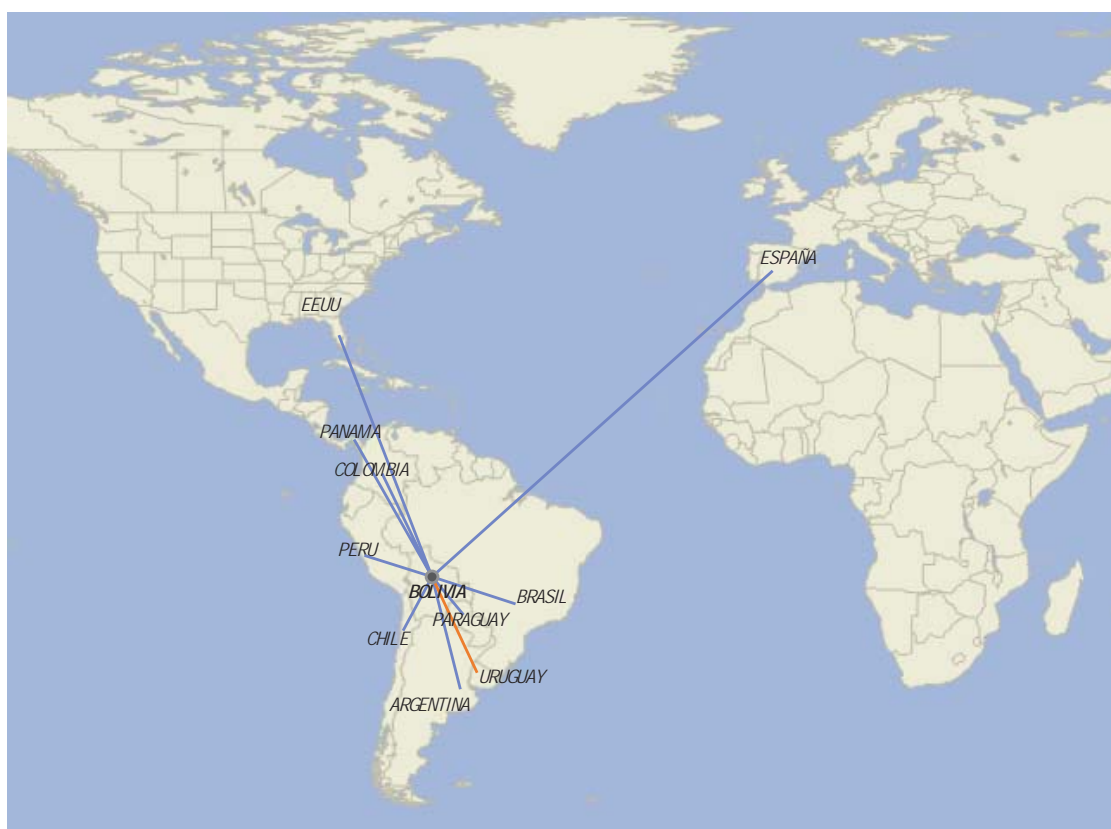 ESPAÑA
EEUU
PANAMA
COLOMBIA
PERU
BOLIVIA
BRASIL
PARAGUAY
CHILE
URUGUAY
ARGENTINA